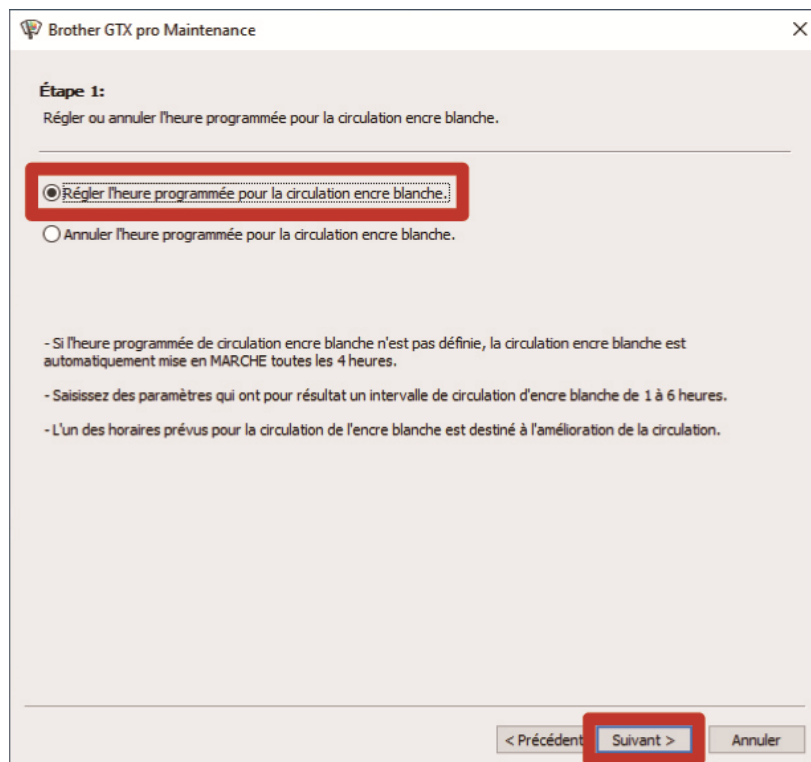 Brother GTX pro Maintenance
Étape 1:
Régler ou annuler l'heure programmée pour la circulation encre blanche.
Régler l'heure programmée pour la circulation encre blanche.
Annuler l'heure programmée pour la circulation encre blanche.
- Si l'heure programmée de circulation encre blanche n'est pas définie, la circulation encre blanche est
automatiquement mise en MARCHE toutes les 4 heures.
- Saisissez des paramètres qui ont pour résultat un intervalle de circulation d'encre blanche de 1 à 6 heures.
- L'un des horaires prévus pour la circulation de l'encre blanche est destiné à l'amélioration de la circulation.
< Précédent Suivant > Annuler